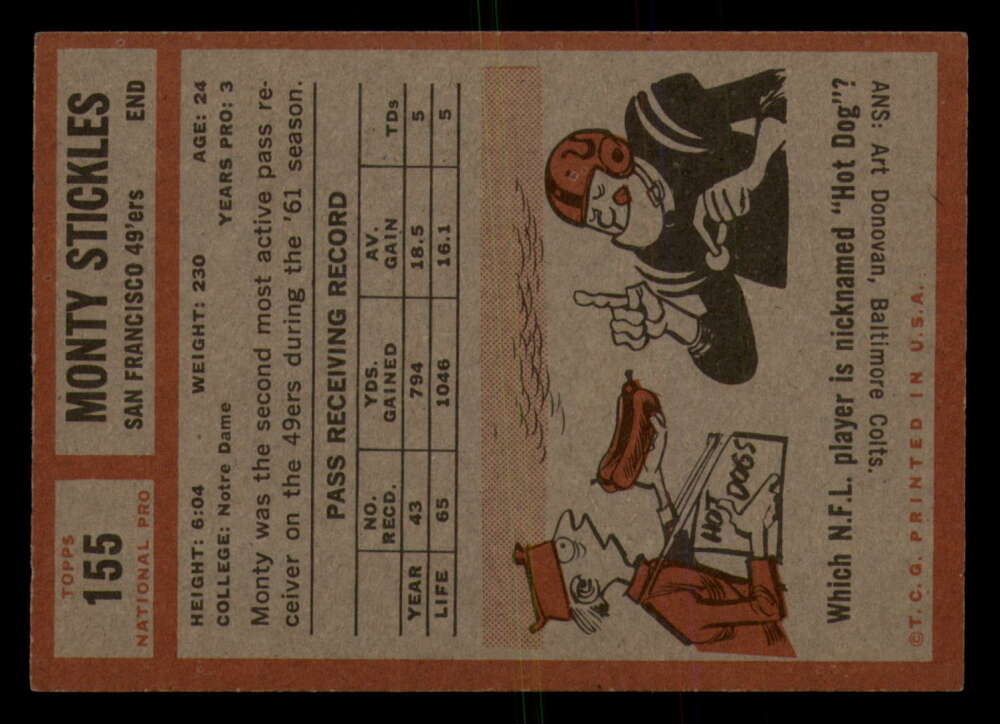 TOPPS
155
NATIONAL PRO
MONTY STICKLES
SAN FRANCISCO 49'ers END
HEIGHT: 6:04 WEIGHT: 230 AGE: 24
COLLEGE: Notre Dame YEARS PRO: 3
Monty was the second most active pass re-
ceiver on the 49ers during the '61 season.
PASS RECEIVING RECORD
NO. YDS. AV.
RECD. GAINED GAIN TDs
YEAR 43 794 18.5 5
LIFE 65 1046 16.1 5
HOT
DOGS
Which N.F.L. player is nicknamed "Hot Dog"?
ANS: Art Donovan, Baltimore Colts.
©T.C.G. PRINTED IN U.S.A.